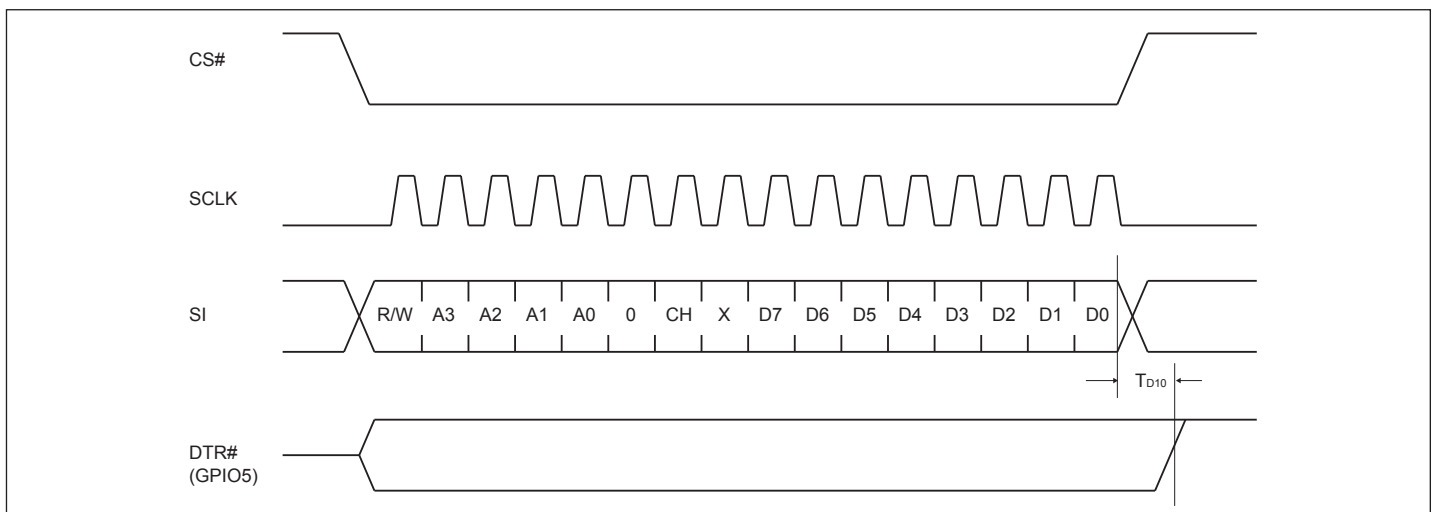 CS#
SCLK
SI R/W A3 A2 A1 A0 0 CH X D7 D6 D5 D4 D3 D2 D1 D0
TD10
DTR#
(GPIO5)